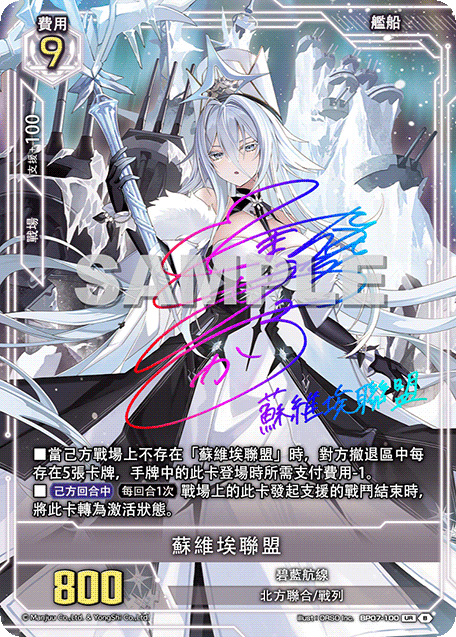 費用
艦船
9
支援+100
戰場
SAMPLE
蘇維埃聯盟
■當己方戰場上不存在「蘇維埃聯盟」時，對方撤退區中每
存在5張卡牌，手牌中的此卡登場時所需支付費用-1。
■ 己方回合中 每回合1次 戰場上的此卡發起支援的戰鬥結束時，
將此卡轉為激活狀態。
蘇維埃聯盟
800
碧藍航線
北方聯合/戰列
© Manjuu Co.,Ltd. & YongShi Co.,Ltd.
Illust：ORSO Inc.
BP07-100 UR B